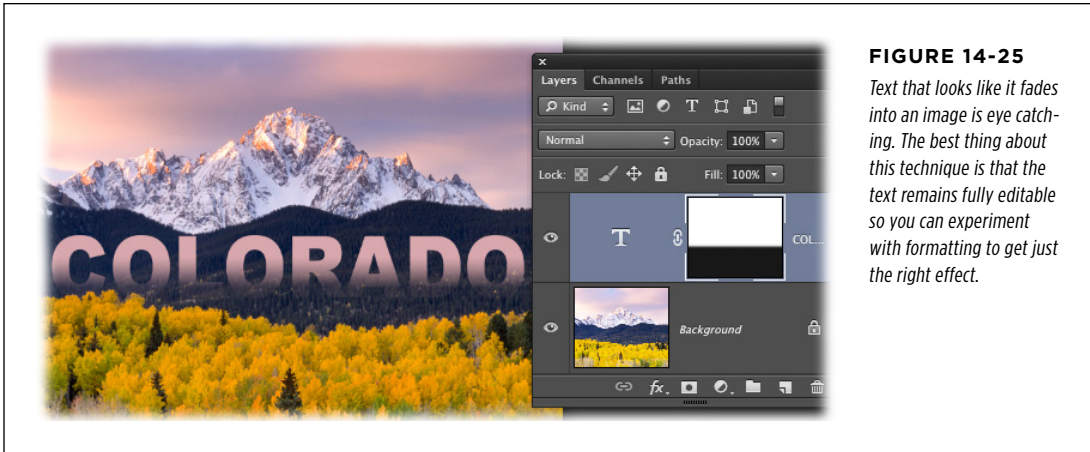 COLORADO
Layers Channels Paths
Kind T
Normal Opacity: 100%
Lock: Fill: 100%
T COL...
Background
fx
FIGURE 14-25
Text that looks like it fades
into an image is eye catch-
ing. The best thing about
this technique is that the
text remains fully editable
so you can experiment
with formatting to get just
the right effect.